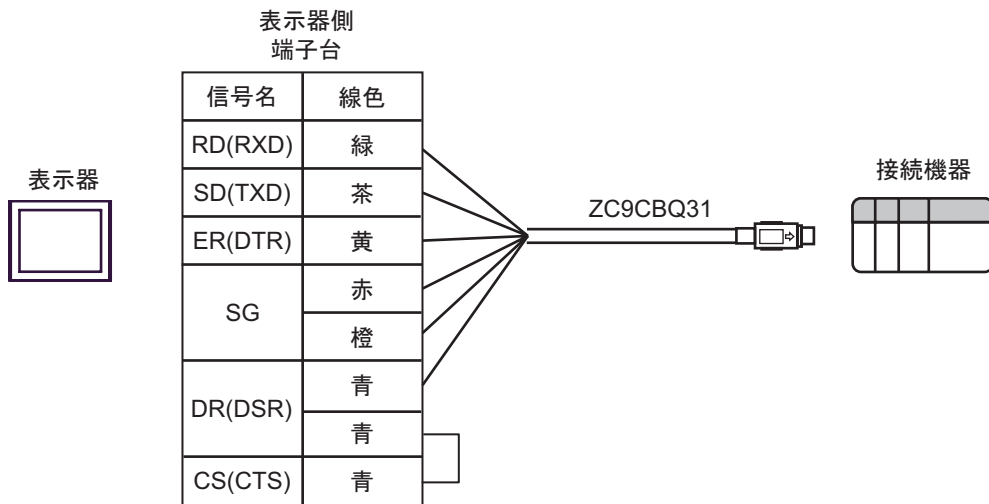 表示器側
端子台
信号名 線色
RD(RXD) 緑
SD(TXD) 茶
ER(DTR) 黄
SG 赤
橙
DR(DSR) 青
青
CS(CTS) 青
表示器
ZC9CBQ31
接続機器